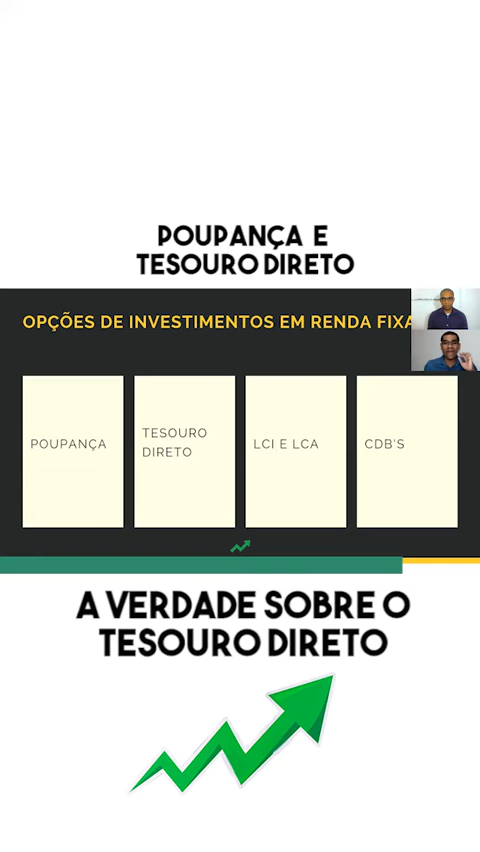 POUPANÇA E
TESOURO DIRETO
OPÇÕES DE INVESTIMENTOS EM RENDA FIXA
POUPANÇA
TESOURO
DIRETO
LCI E LCA
CDB'S
A VERDADE SOBRE O
TESOURO DIRETO